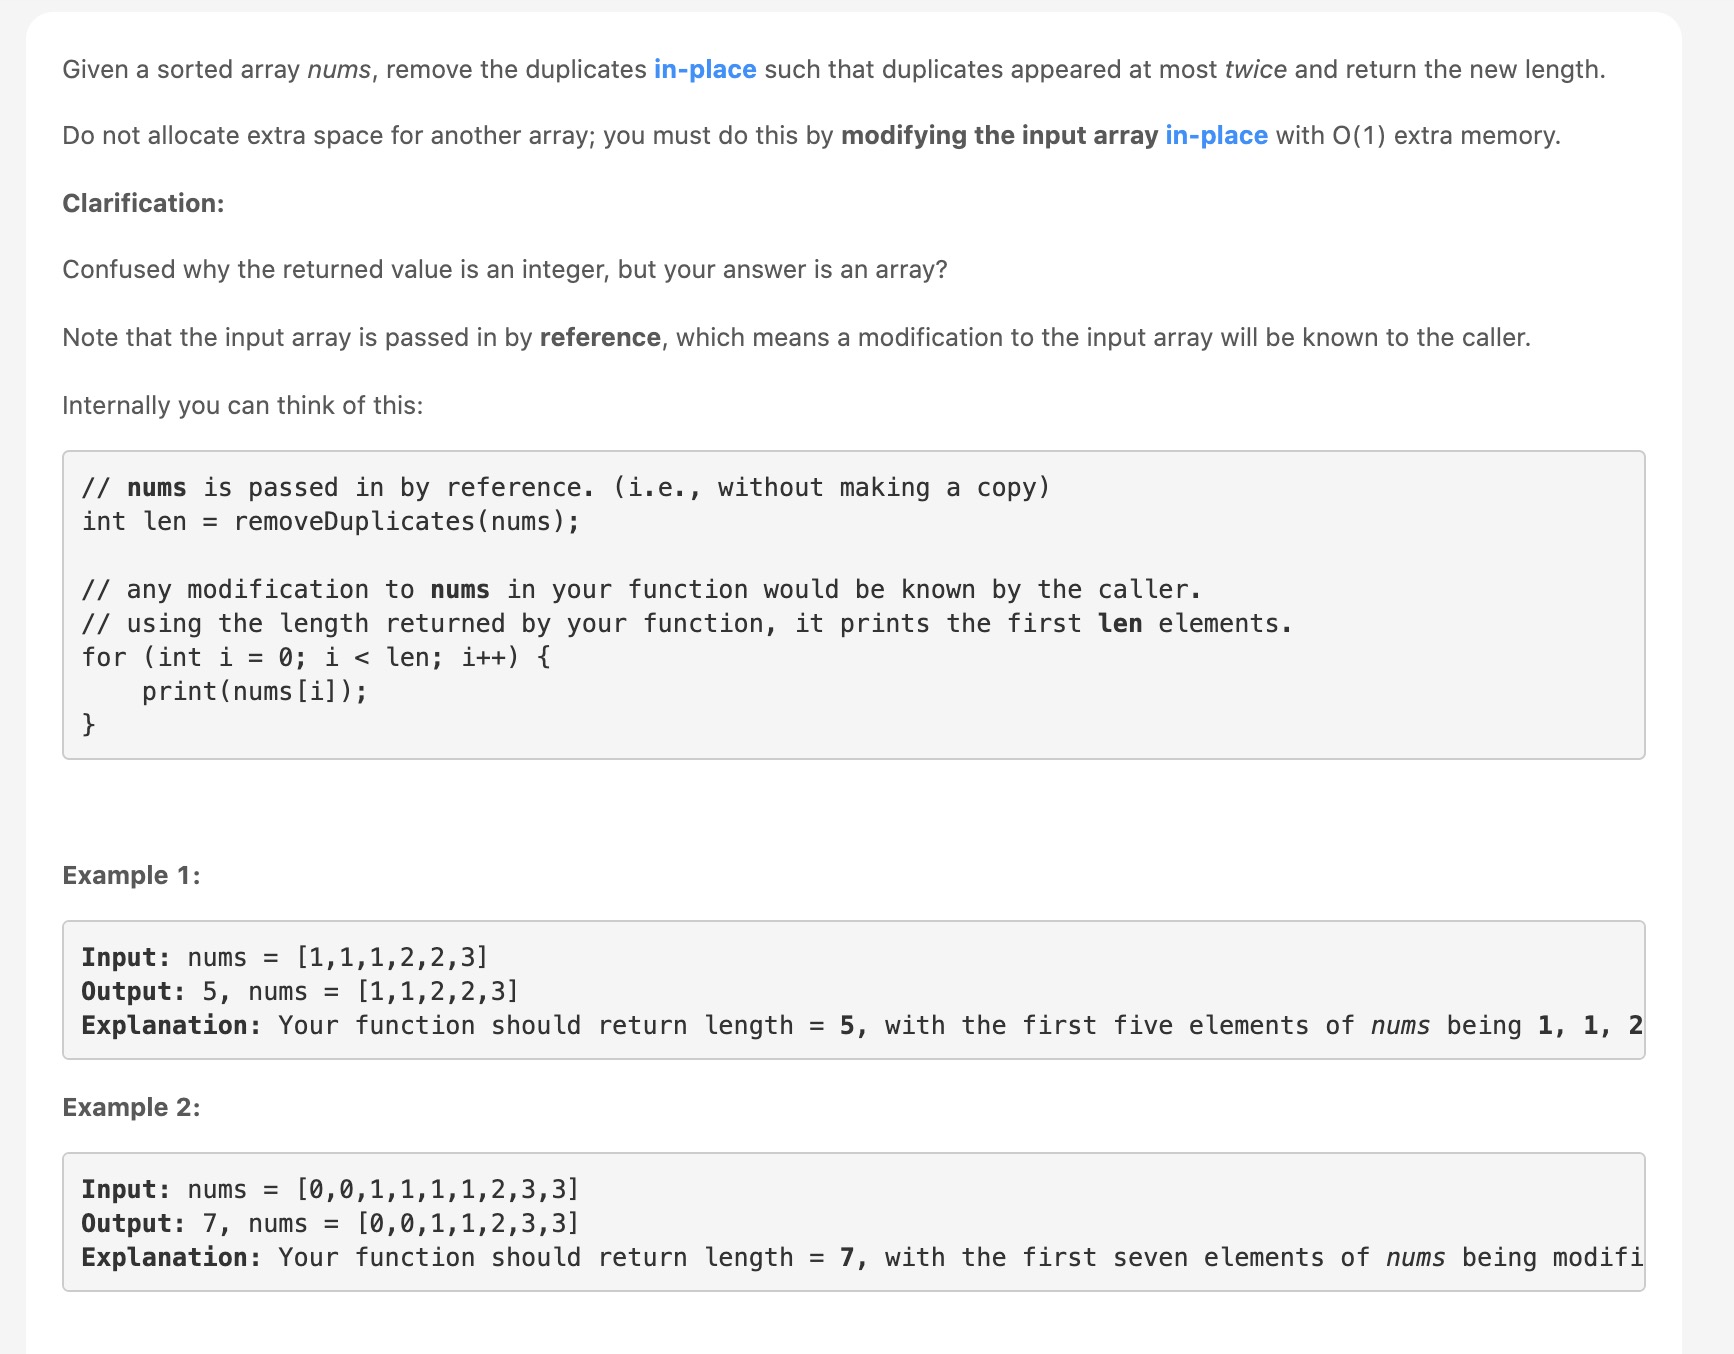 Given a sorted array nums, remove the duplicates in-place such that duplicates appeared at most twice and return the new length.
Do not allocate extra space for another array; you must do this by modifying the input array in-place with O(1) extra memory.
Clarification:
Confused why the returned value is an integer, but your answer is an array?
Note that the input array is passed in by reference, which means a modification to the input array will be known to the caller.
Internally you can think of this:
// nums is passed in by reference. (i.e., without making a copy)
int len = removeDuplicates(nums);
// any modification to nums in your function would be known by the caller.
// using the length returned by your function, it prints the first len elements.
for (int i = 0; i < len; i++) {
    print(nums[i]);
}
Example 1:
Input: nums = [1,1,1,2,2,3]
Output: 5, nums = [1,1,2,2,3]
Explanation: Your function should return length = 5, with the first five elements of nums being 1, 1, 2
Example 2:
Input: nums = [0,0,1,1,1,1,2,3,3]
Output: 7, nums = [0,0,1,1,2,3,3]
Explanation: Your function should return length = 7, with the first seven elements of nums being modifi